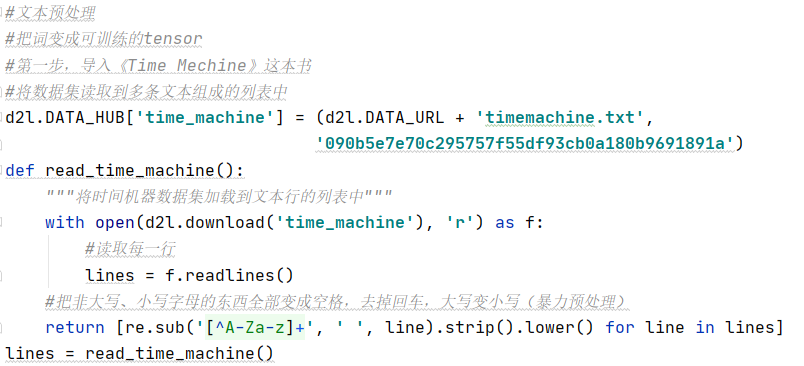 #文本预处理
#把词变成可训练的tensor
#第一步，导入《Time Mechine》这本书
#将数据集读取到多条文本组成的列表中
d2l.DATA_HUB['time_machine'] = (d2l.DATA_URL + 'timemachine.txt',
                                '090b5e7e70c295757f55df93cb0a180b9691891a')
def read_time_machine():
    """将时间机器数据集加载到文本行的列表中"""
    with open(d2l.download('time_machine'), 'r') as f:
        #读取每一行
        lines = f.readlines()
    #把非大写、小写字母的东西全部变成空格，去掉回车，大写变小写（暴力预处理）
    return [re.sub('[^A-Za-z]+', ' ', line).strip().lower() for line in lines]
lines = read_time_machine()